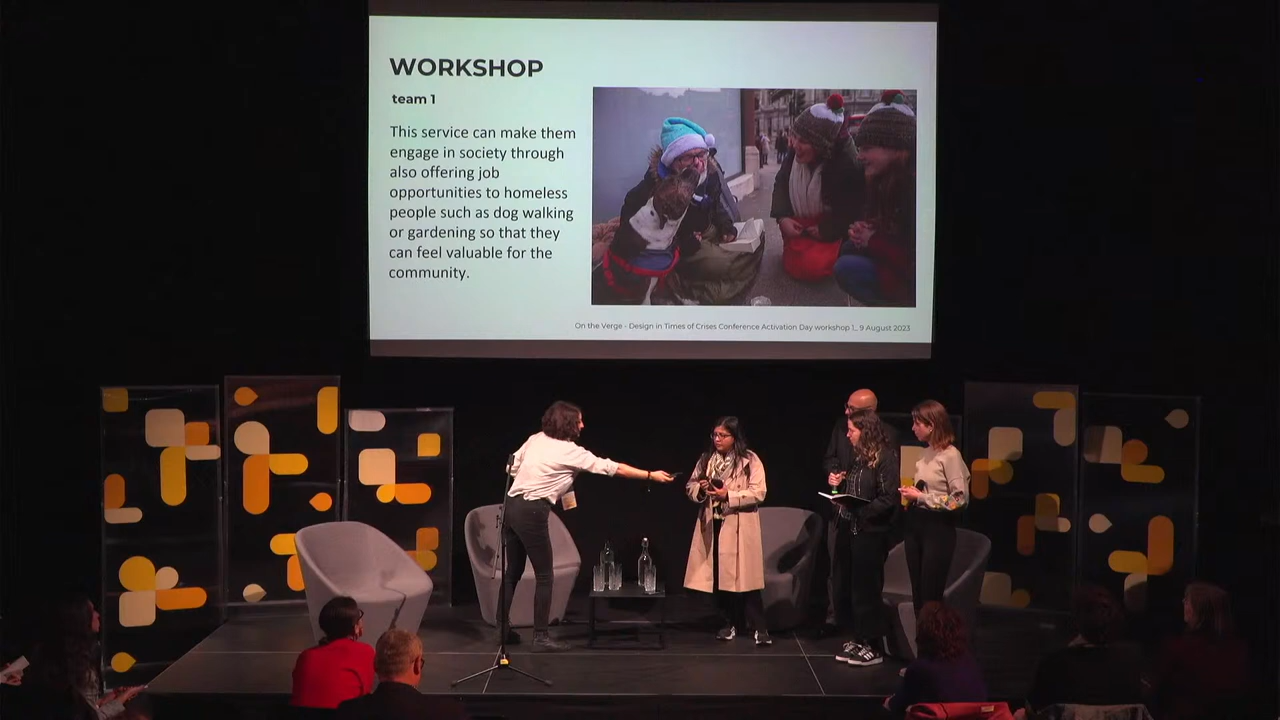 WORKSHOP
team 1
This service can make them
engage in society through
also offering job
opportunities to homeless
people such as dog walking
or gardening so that they
can feel valuable for the
community.
On the Verge - Design in Times of Crises Conference Activation Day workshop 1_ 9 August 2023